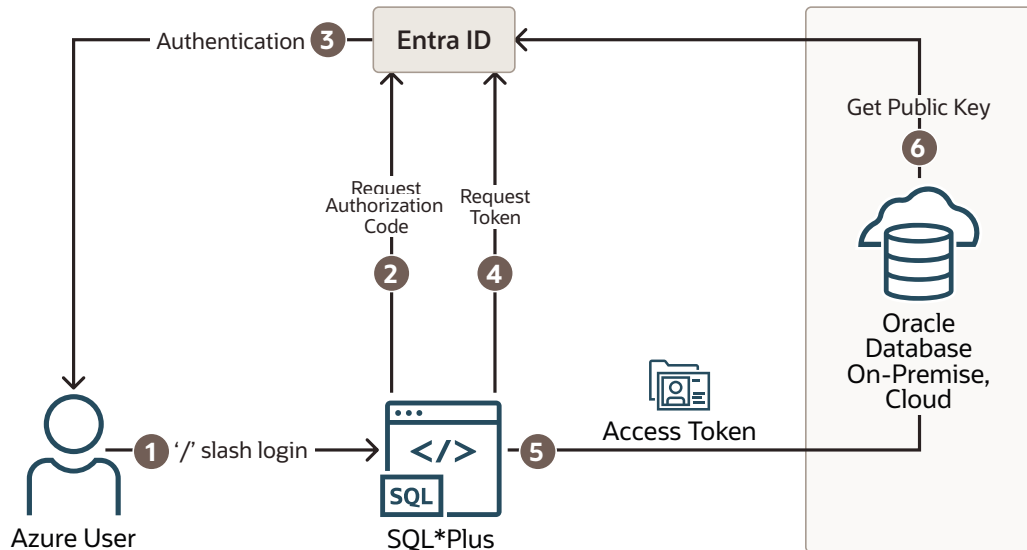 Authentication 3
Entra ID
Get Public Key
6
Request
Authorization
Code
2
Request
Token
4
Oracle
Database
On-Premise,
Cloud
Access Token
1 '/' slash login
</>
5
SQL
Azure User
SQL*Plus